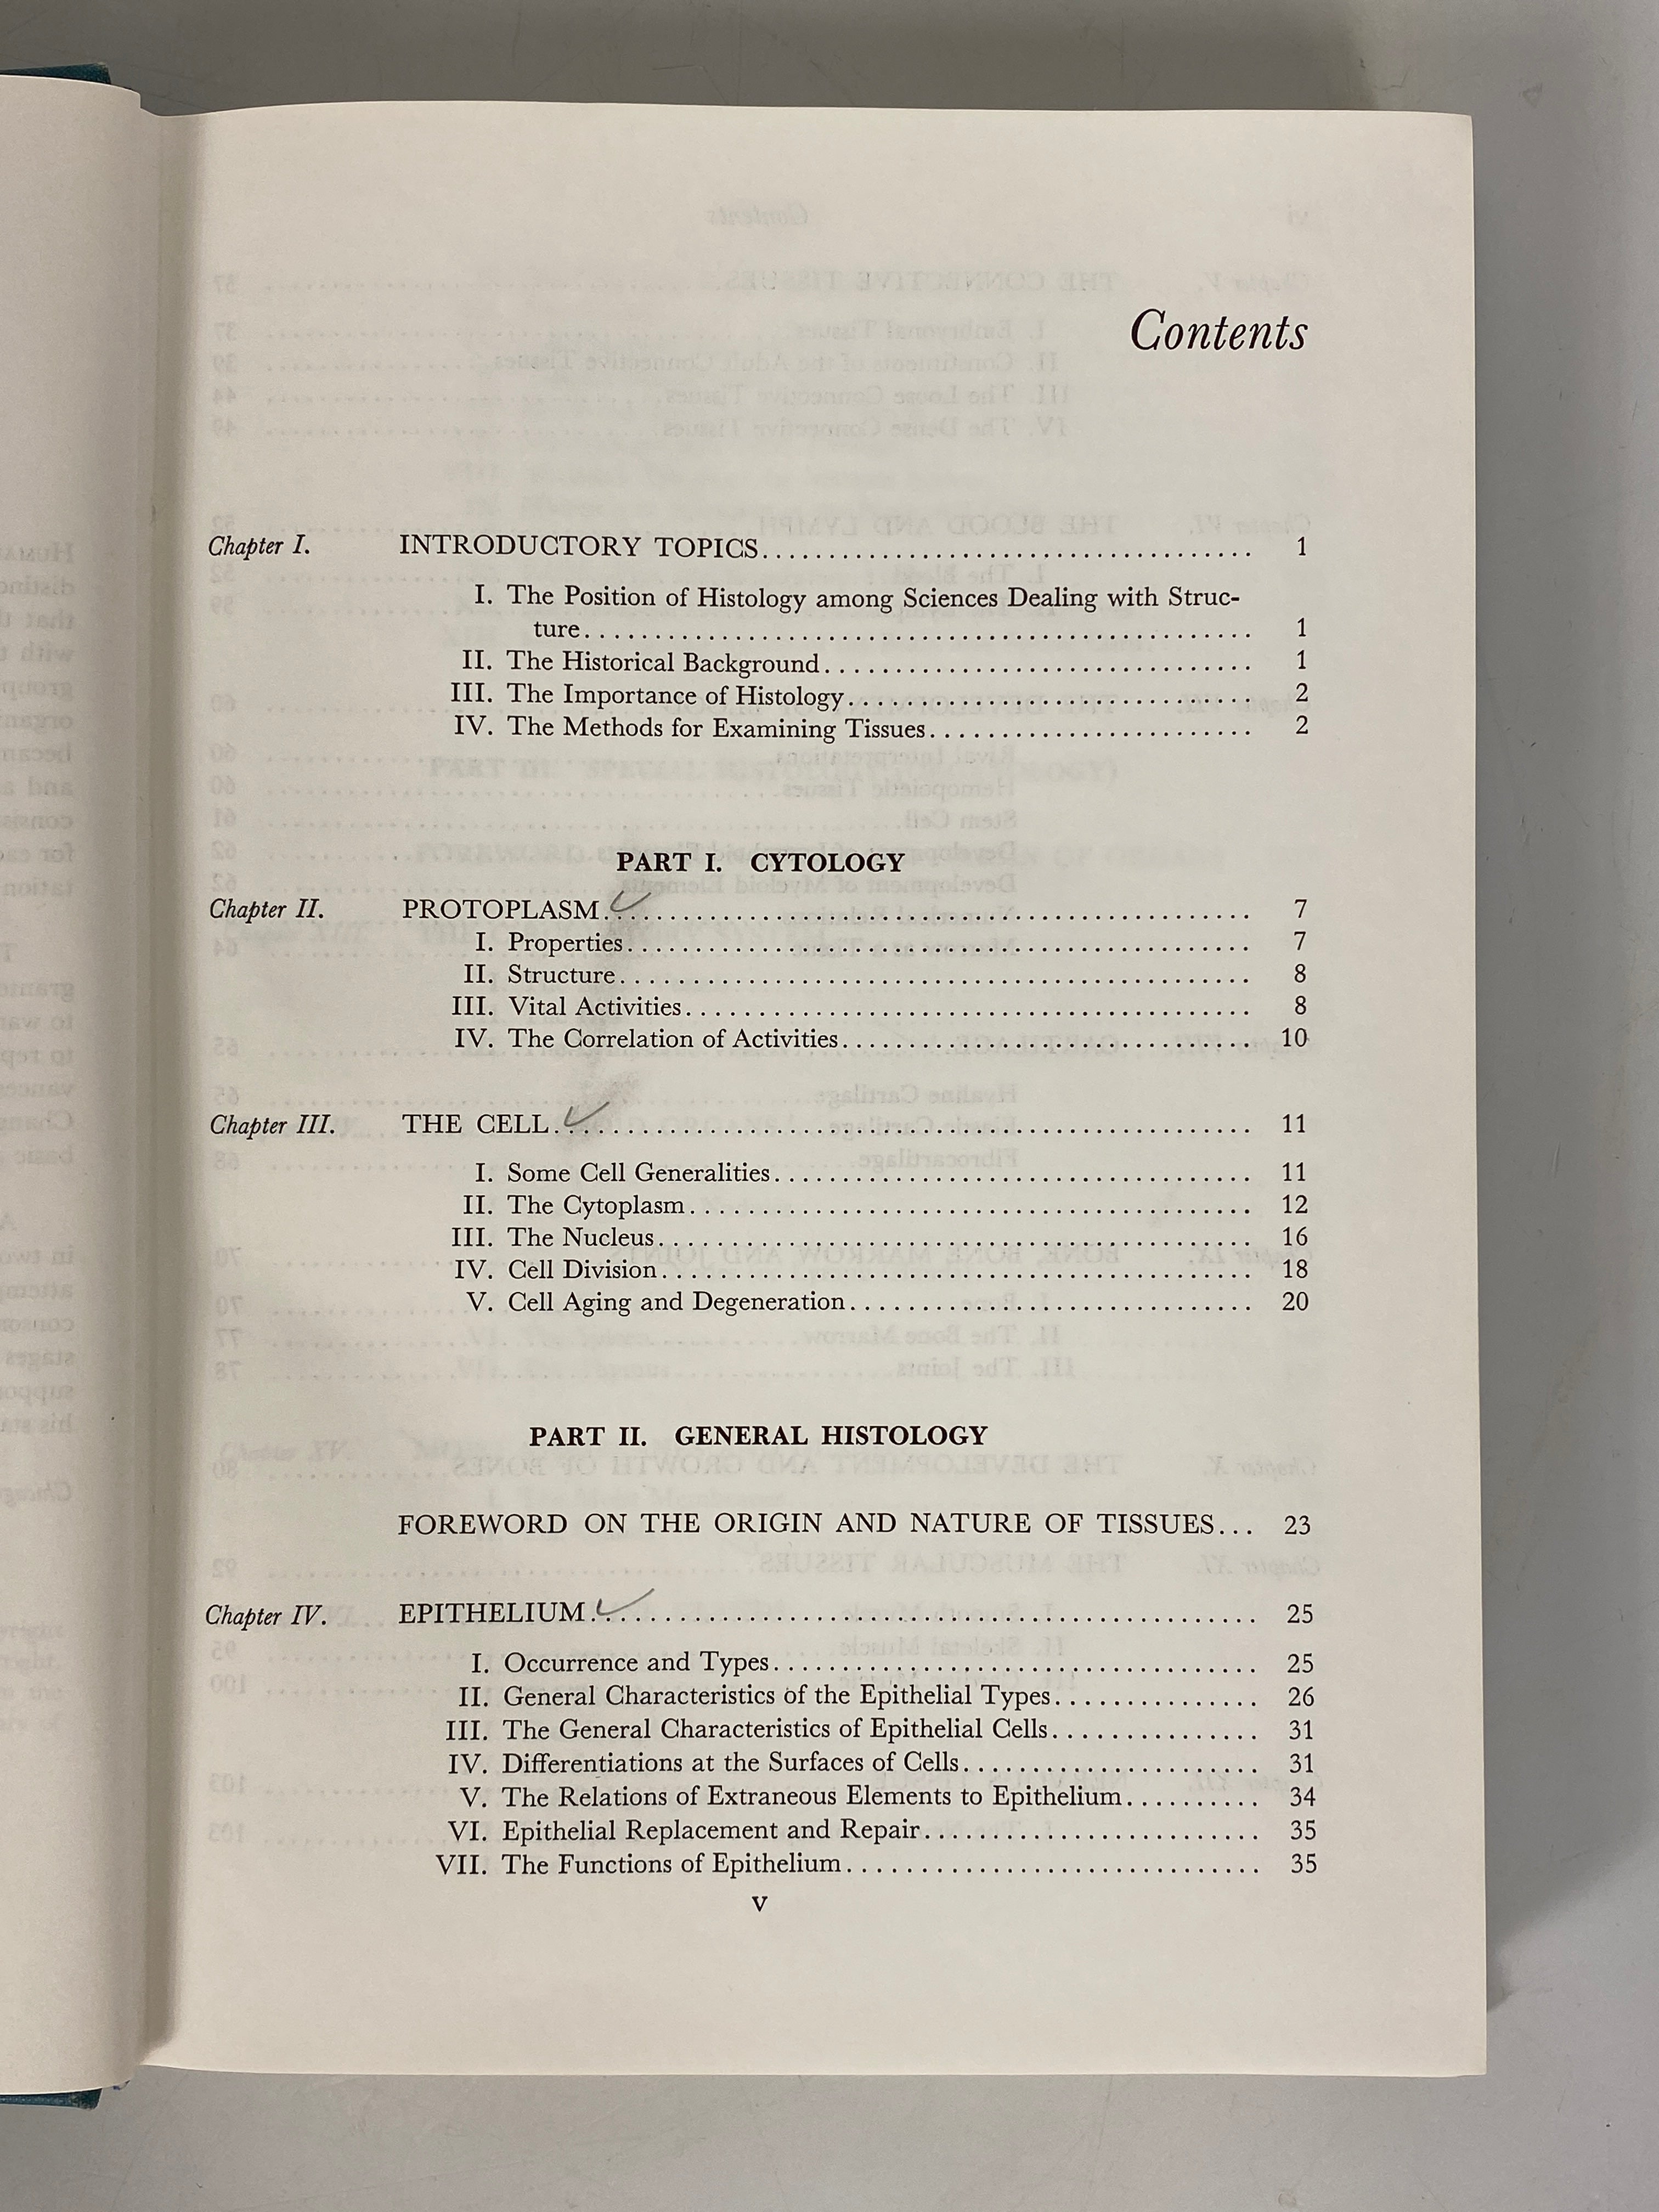 Contents
Chapter I. INTRODUCTORY TOPICS........................................ 1
I. The Position of Histology among Sciences Dealing with Struc-
ture........................................ 1
II. The Historical Background........................................ 1
III. The Importance of Histology........................................ 2
IV. The Methods for Examining Tissues........................................ 2
PART I. CYTOLOGY
Chapter II. PROTOPLASM........................................ 7
I. Properties........................................ 7
II. Structure........................................ 8
III. Vital Activities........................................ 8
IV. The Correlation of Activities........................................ 10
Chapter III. THE CELL........................................ 11
I. Some Cell Generalities........................................ 11
II. The Cytoplasm........................................ 12
III. The Nucleus........................................ 16
IV. Cell Division........................................ 18
V. Cell Aging and Degeneration........................................ 20
PART II. GENERAL HISTOLOGY
FOREWORD ON THE ORIGIN AND NATURE OF TISSUES... 23
Chapter IV. EPITHELIUM........................................ 25
I. Occurrence and Types........................................ 25
II. General Characteristics of the Epithelial Types............... 26
III. The General Characteristics of Epithelial Cells............... 31
IV. Differentiations at the Surfaces of Cells...................... 31
V. The Relations of Extraneous Elements to Epithelium.......... 34
VI. Epithelial Replacement and Repair......................... 35
VII. The Functions of Epithelium.............................. 35
v